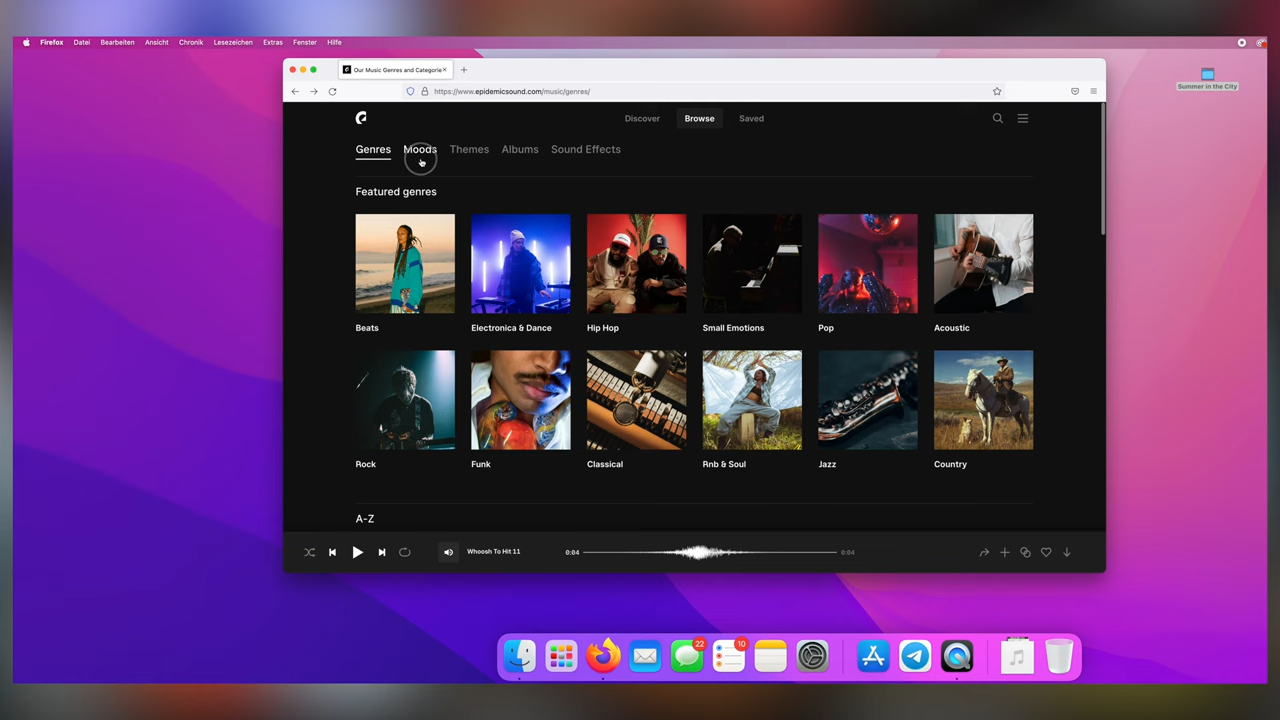 Firefox Datei Bearbeiten Ansicht Chronik Lesezeichen Extras Fenster Hilfe
Our Music Genres and Categorie
Summer in the City
https://www.epidemicsound.com/music/genres/
Discover Browse Saved
Genres Moods Themes Albums Sound Effects
Featured genres
Beats Electronica & Dance Hip Hop Small Emotions Pop Acoustic
Rock Funk Classical Rnb & Soul Jazz Country
A-Z
Whoosh To Hit 11 0:04 0:04
22 10